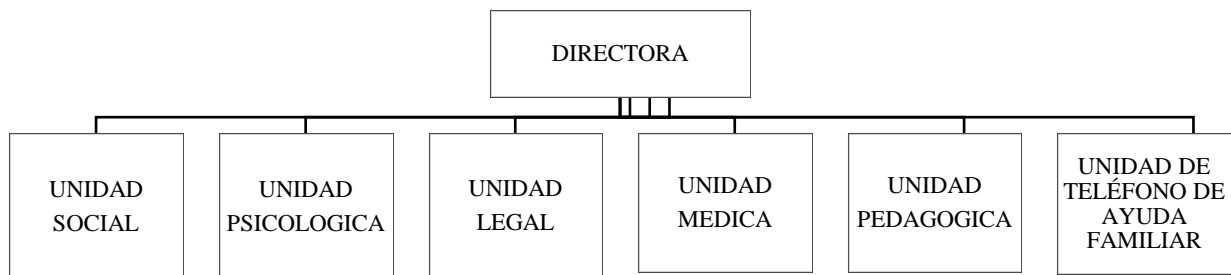 DIRECTORA
UNIDAD
SOCIAL
UNIDAD
PSICOLOGICA
UNIDAD
LEGAL
UNIDAD
MEDICA
UNIDAD
PEDAGOGICA
UNIDAD DE
TELÉFONO DE
AYUDA
FAMILIAR